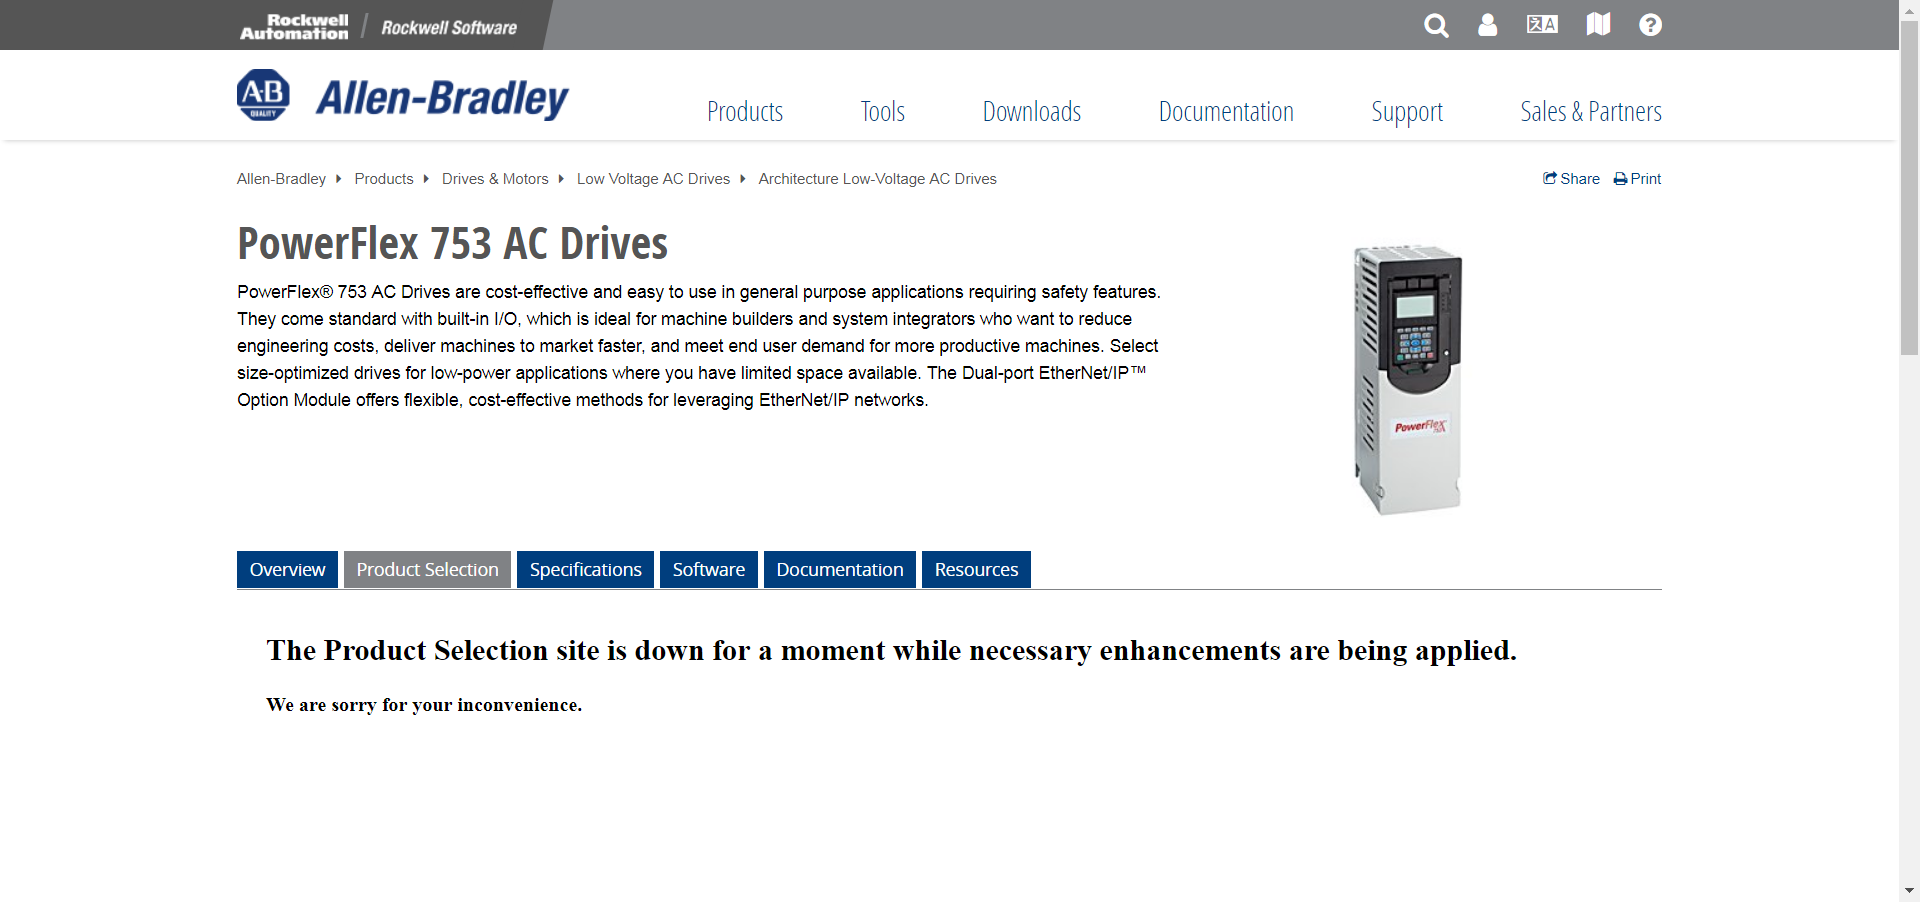 Rockwell Automation
Rockwell Software
A-B
QUALITY
Allen-Bradley
Products
Tools
Downloads
Documentation
Support
Sales & Partners
Allen-Bradley
Products
Drives & Motors
Low Voltage AC Drives
Architecture Low-Voltage AC Drives
Share
Print
PowerFlex 753 AC Drives
PowerFlex® 753 AC Drives are cost-effective and easy to use in general purpose applications requiring safety features.
They come standard with built-in I/O, which is ideal for machine builders and system integrators who want to reduce
engineering costs, deliver machines to market faster, and meet end user demand for more productive machines. Select
size-optimized drives for low-power applications where you have limited space available. The Dual-port EtherNet/IP™
Option Module offers flexible, cost-effective methods for leveraging EtherNet/IP networks.
PowerFlex
Overview
Product Selection
Specifications
Software
Documentation
Resources
The Product Selection site is down for a moment while necessary enhancements are being applied.
We are sorry for your inconvenience.